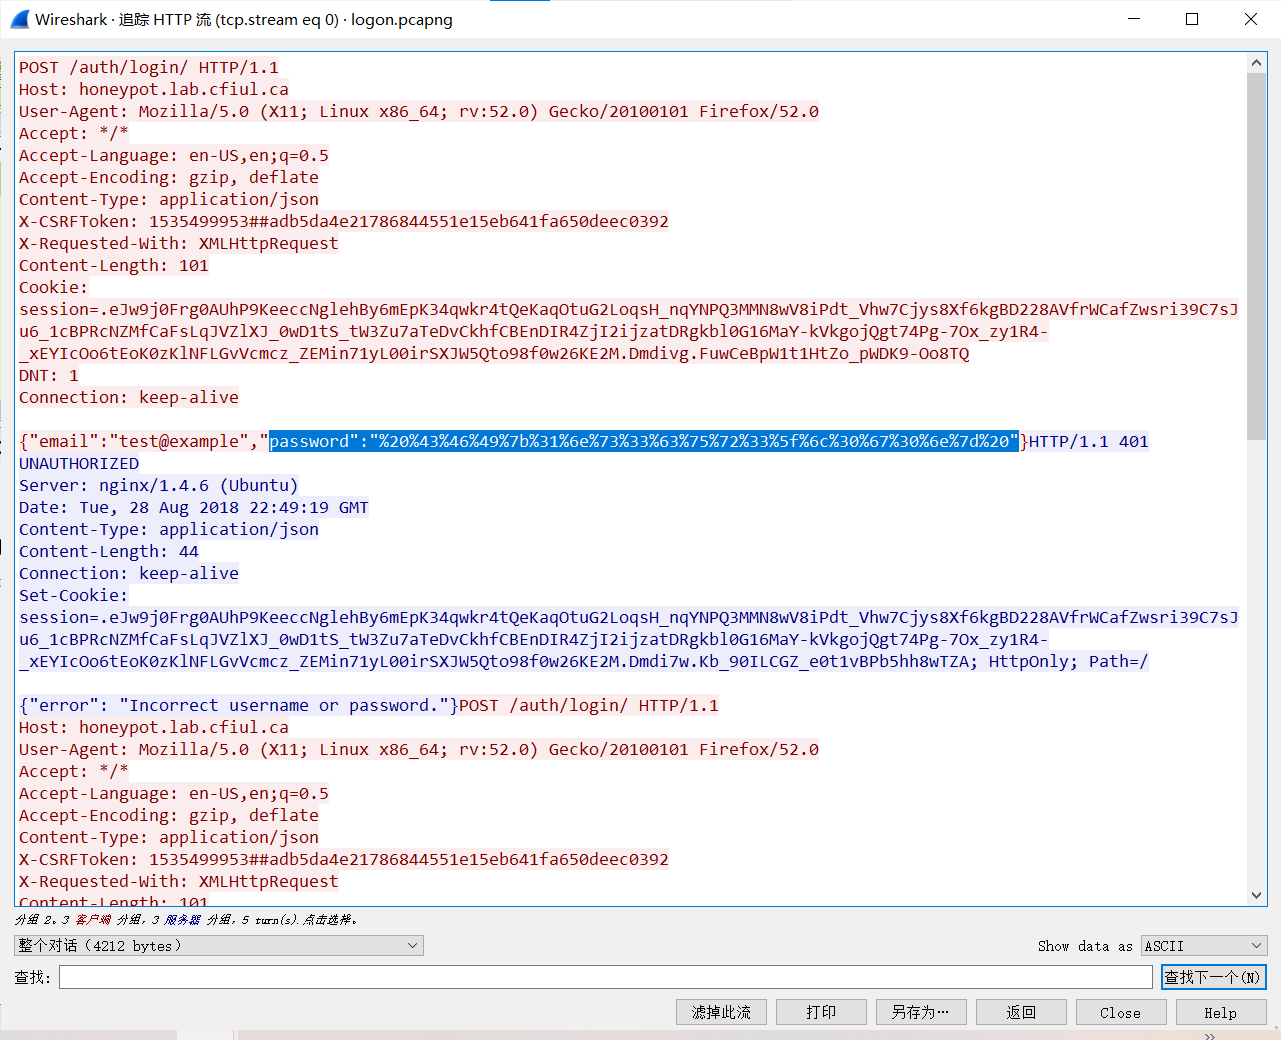 Wireshark · 追踪 HTTP 流 (tcp.stream eq 0) · logon.pcapng
POST /auth/login/ HTTP/1.1
Host: honeypot.lab.cfiul.ca
User-Agent: Mozilla/5.0 (X11; Linux x86_64; rv:52.0) Gecko/20100101 Firefox/52.0
Accept: */*
Accept-Language: en-US,en;q=0.5
Accept-Encoding: gzip, deflate
Content-Type: application/json
X-CSRFToken: 1535499953##adb5da4e21786844551e15eb641fa650deec0392
X-Requested-With: XMLHttpRequest
Content-Length: 101
Cookie:
session=.eJw9j0Frg0AUhP9KeeccNglehBy6mEpK34qwkr4tQeKaqOtuG2LoqsH_nqYNPQ3MMN8wV8iPdt_Vhw7Cjys8Xf6kgBD228AVfrWCafZwsri39C7sJ
u6_1cBPRcNZMfCaFsLqJVZlXJ_0wD1tS_tW3Zu7aTeDvCkhfCBEnDIR4ZjI2ijzatDRgkbl0G16MaY-kVkgojQgt74Pg-7Ox_zy1R4-
_xEYIcOo6tEoK0zKlNFLGvVcmcz_ZEMin71yL00irSXJW5Qto98f0w26KE2M.Dmdivg.FuwCeBpW1t1HtZo_pWDK9-Oo8TQ
DNT: 1
Connection: keep-alive
{"email":"test@example","password":"%20%43%46%49%7b%31%6e%73%33%63%75%72%33%5f%6c%30%67%30%6e%7d%20"}HTTP/1.1 401
UNAUTHORIZED
Server: nginx/1.4.6 (Ubuntu)
Date: Tue, 28 Aug 2018 22:49:19 GMT
Content-Type: application/json
Content-Length: 44
Connection: keep-alive
Set-Cookie:
session=.eJw9j0Frg0AUhP9KeeccNglehBy6mEpK34qwkr4tQeKaqOtuG2LoqsH_nqYNPQ3MMN8wV8iPdt_Vhw7Cjys8Xf6kgBD228AVfrWCafZwsri39C7sJ
u6_1cBPRcNZMfCaFsLqJVZlXJ_0wD1tS_tW3Zu7aTeDvCkhfCBEnDIR4ZjI2ijzatDRgkbl0G16MaY-kVkgojQgt74Pg-7Ox_zy1R4-
_xEYIcOo6tEoK0zKlNFLGvVcmcz_ZEMin71yL00irSXJW5Qto98f0w26KE2M.Dmdi7w.Kb_90ILCGZ_e0t1vBPb5hh8wTZA; HttpOnly; Path=/
{"error": "Incorrect username or password."}POST /auth/login/ HTTP/1.1
Host: honeypot.lab.cfiul.ca
User-Agent: Mozilla/5.0 (X11; Linux x86_64; rv:52.0) Gecko/20100101 Firefox/52.0
Accept: */*
Accept-Language: en-US,en;q=0.5
Accept-Encoding: gzip, deflate
Content-Type: application/json
X-CSRFToken: 1535499953##adb5da4e21786844551e15eb641fa650deec0392
X-Requested-With: XMLHttpRequest
Content-Length: 101
分组 2。3 客户端 分组，3 服务器 分组，5 turn(s).点击选择。
整个对话（4212 bytes）
Show data as ASCII
查找: 查找下一个(N)
滤掉此流 打印 另存为… 返回 Close Help